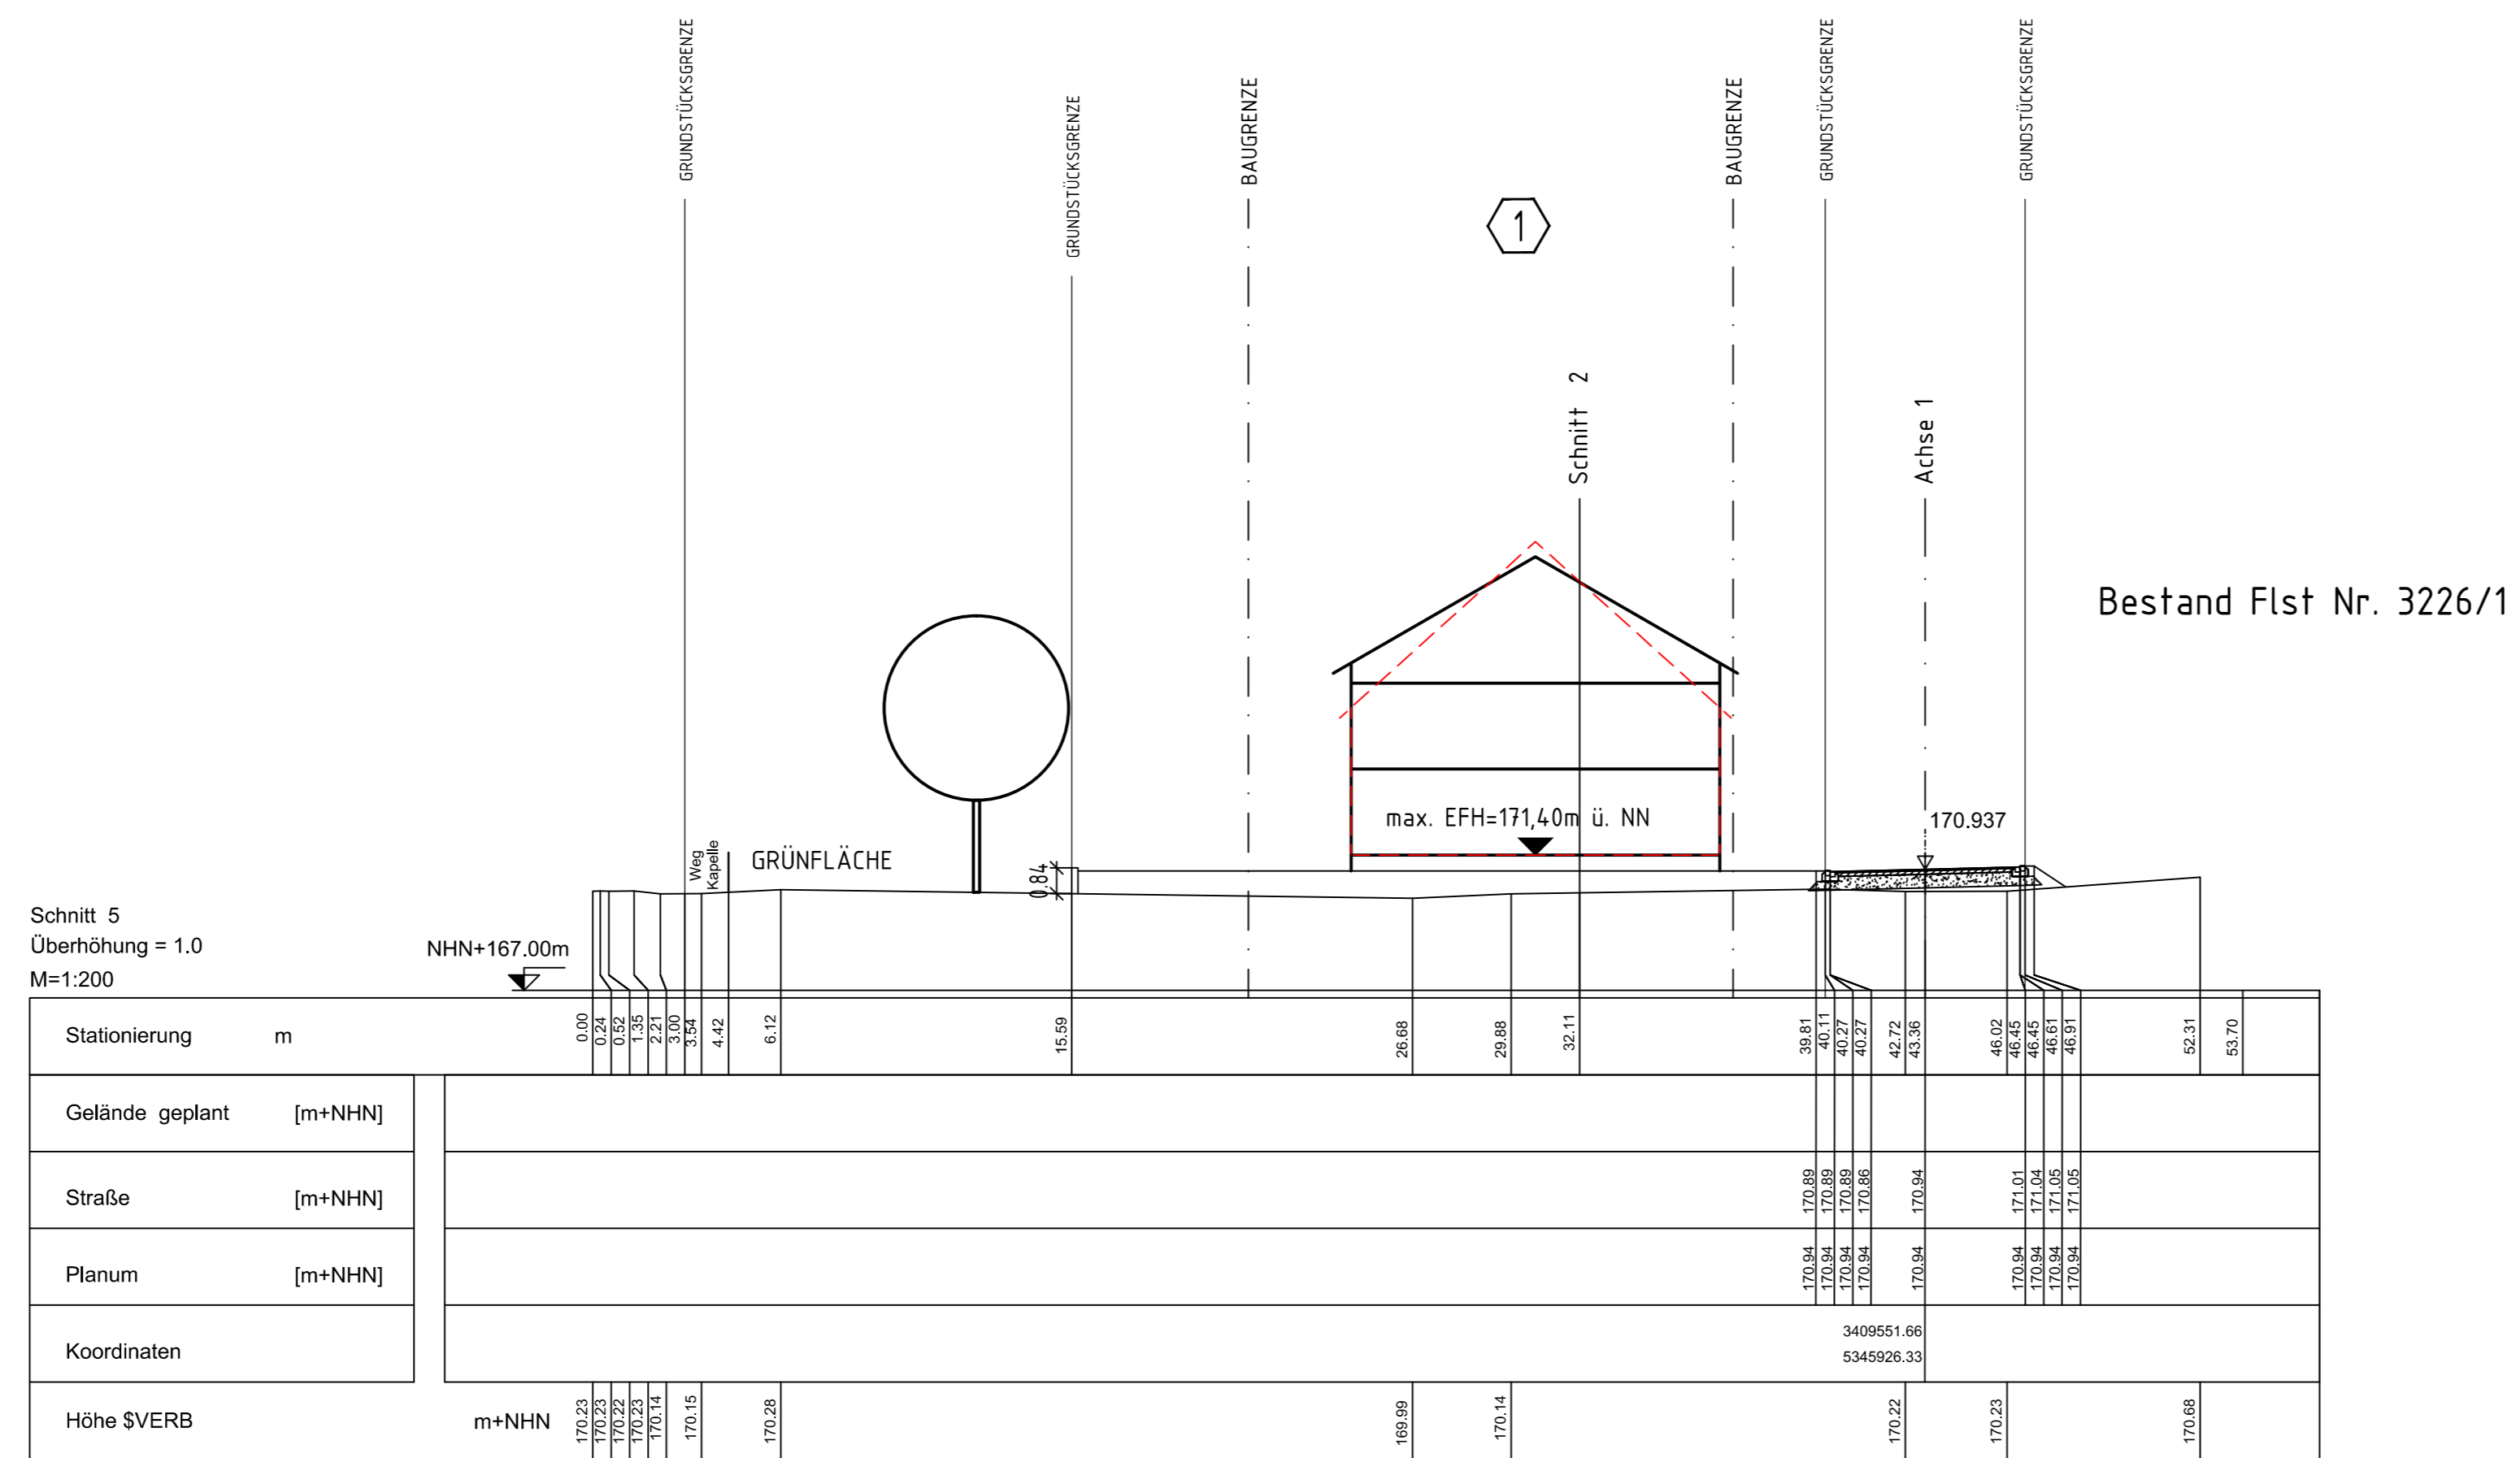 GRUNDSTÜCKSGRENZE
GRUNDSTÜCKSGRENZE
BAUGRENZE
BAUGRENZE
GRUNDSTÜCKSGRENZE
GRUNDSTÜCKSGRENZE
1
Schnitt 2
Achse 1
Bestand Flst Nr. 3226/1
max. EFH=171,40m ü. NN
170.937
Weg
Kapelle
GRÜNFLÄCHE
0.84
Schnitt 5
Überhöhung = 1.0
M=1:200
NHN+167.00m
Stationierung m 0.00 0.24 0.52 1.35 2.21 3.00 3.54 4.42 6.12 15.59 26.68 29.88 32.11 39.81 40.11 40.27 40.27 42.72 43.36 46.02 46.45 46.45 46.61 46.91 52.31 53.70
Gelände geplant [m+NHN]
Straße [m+NHN] 170.89 170.89 170.89 170.86 170.94 171.01 171.04 171.05 171.05
Planum [m+NHN] 170.94 170.94 170.94 170.94 170.94 170.94 170.94 170.94 170.94
Koordinaten 3409551.66
5345926.33
Höhe $VERB m+NHN 170.23 170.23 170.22 170.23 170.14 170.15 170.28 169.99 170.14 170.22 170.23 170.68